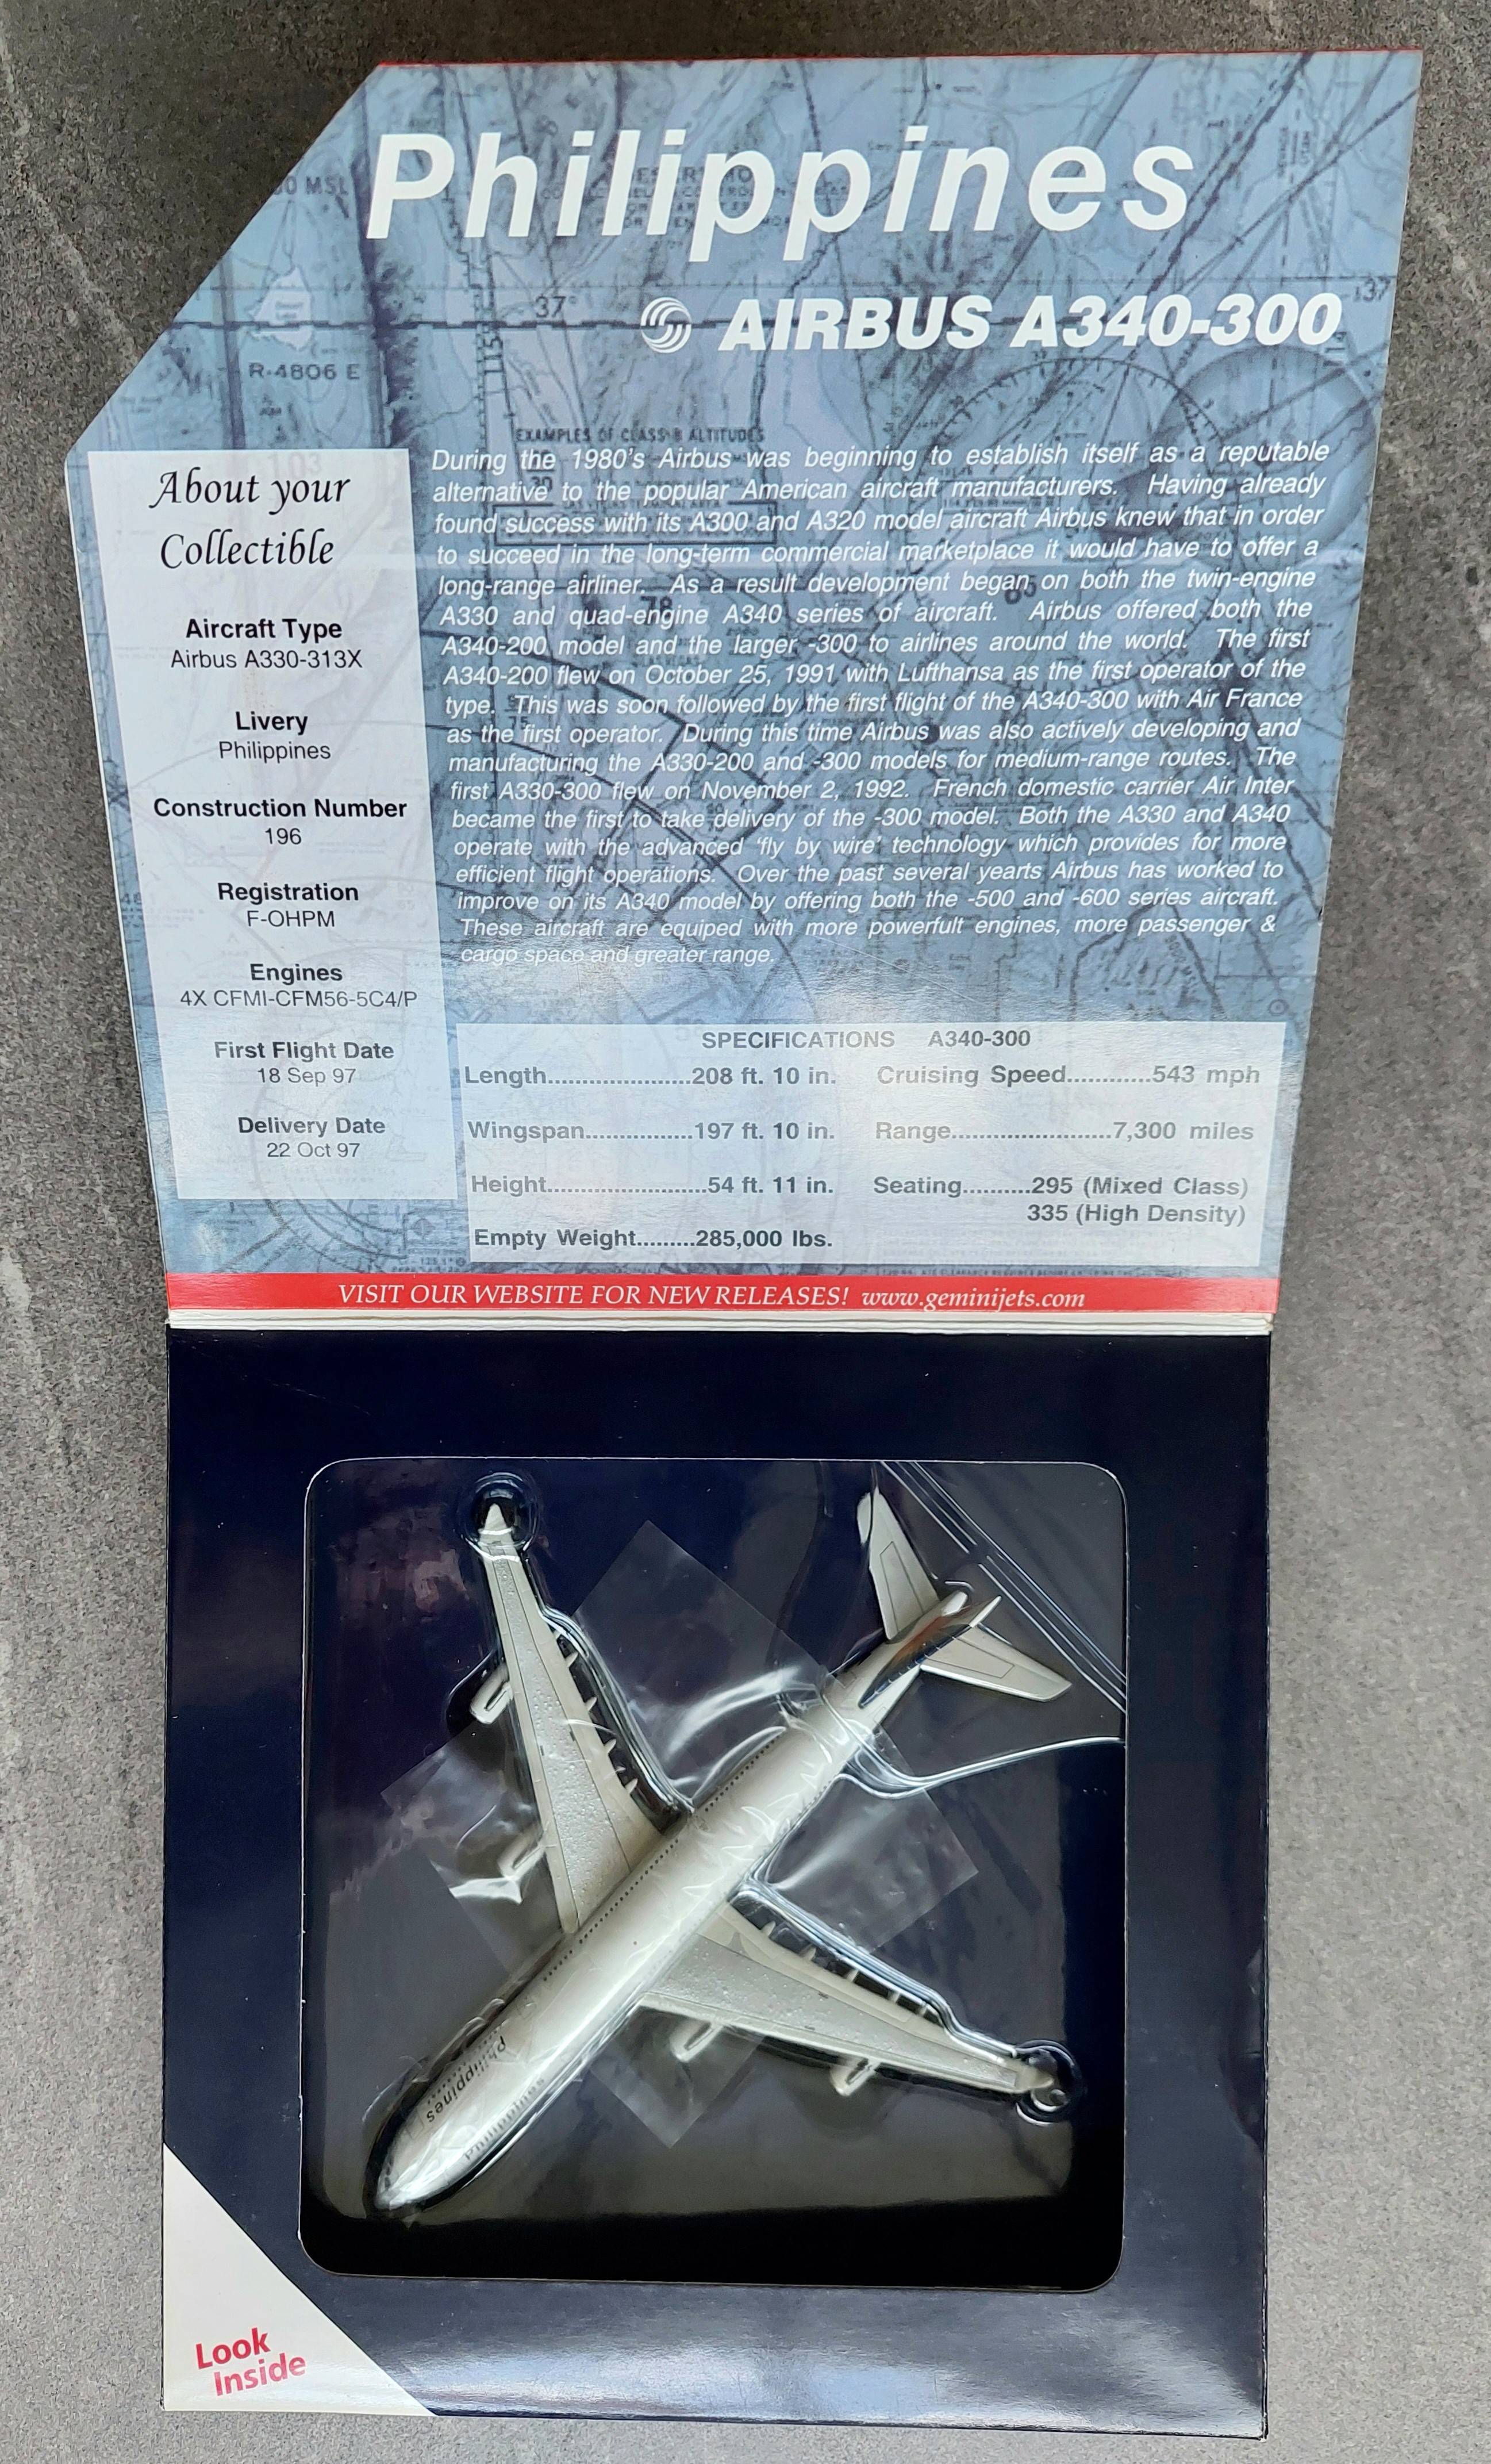 Philippines
AIRBUS A340-300
37°
137
115
R-4806 E
EXAMPLES OF CLASS B ALTITUDES
About your
Collectible
Aircraft Type
Airbus A330-313X
Livery
Philippines
Construction Number
196
Registration
F-OHPM
Engines
4X CFMI-CFM56-5C4/P
First Flight Date
18 Sep 97
Delivery Date
22 Oct 97
During the 1980's Airbus was beginning to establish itself as a reputable
alternative to the popular American aircraft manufacturers. Having already
found success with its A300 and A320 model aircraft Airbus knew that in order
to succeed in the long-term commercial marketplace it would have to offer a
long-range airliner. As a result development began on both the twin-engine
A330 and quad-engine A340 series of aircraft. Airbus offered both the
A340-200 model and the larger -300 to airlines around the world. The first
A340-200 flew on October 25, 1991 with Lufthansa as the first operator of the
type. This was soon followed by the first flight of the A340-300 with Air France
as the first operator. During this time Airbus was also actively developing and
manufacturing the A330-200 and -300 models for medium-range routes. The
first A330-300 flew on November 2, 1992. French domestic carrier Air Inter
became the first to take delivery of the -300 model. Both the A330 and A340
operate with the advanced 'fly by wire' technology which provides for more
efficient flight operations. Over the past several yearts Airbus has worked to
improve on its A340 model by offering both the -500 and -600 series aircraft.
These aircraft are equiped with more powerfult engines, more passenger &
cargo space and greater range.
SPECIFICATIONS A340-300
Length.....................208 ft. 10 in. Cruising Speed............543 mph
Wingspan................197 ft. 10 in. Range.......................7,300 miles
Height.......................54 ft. 11 in. Seating..........295 (Mixed Class)
335 (High Density)
Empty Weight.........285,000 lbs.
VISIT OUR WEBSITE FOR NEW RELEASES! www.geminijets.com
Philippines
Philippines
Look
Inside